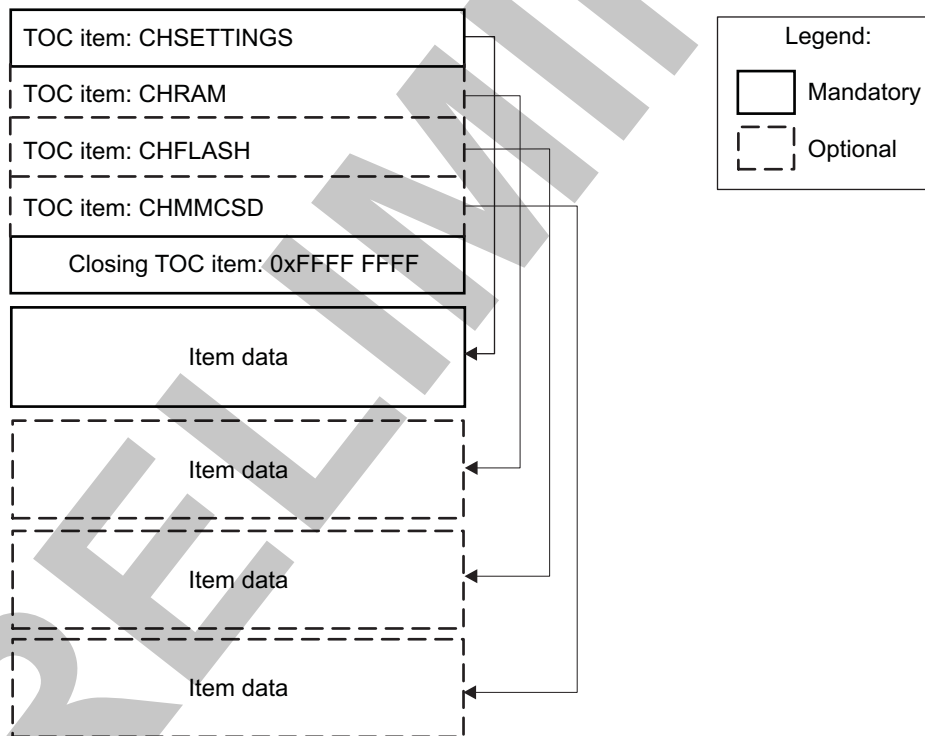 TOC item: CHSETTINGS
TOC item: CHRAM
TOC item: CHFLASH
TOC item: CHMMCSD
Closing TOC item: 0xFFFF FFFF
Item data
Item data
Item data
Item data
Legend:
Mandatory
Optional
RELIMI